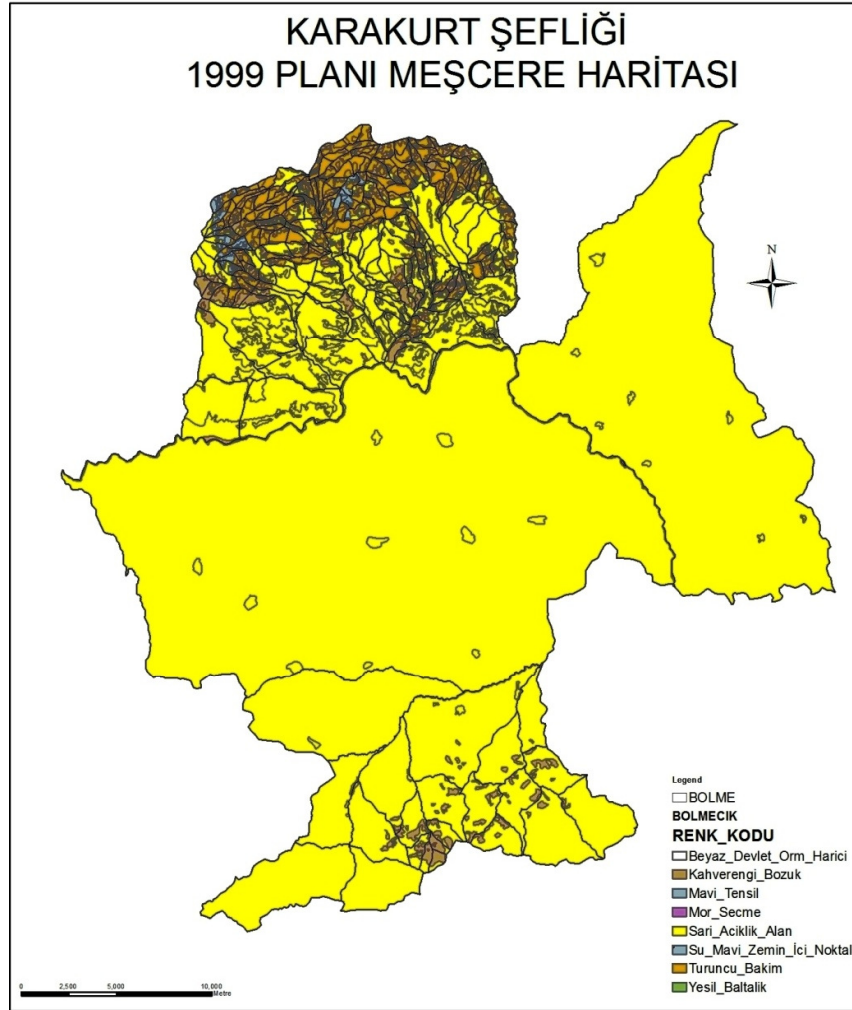 KARAKURT ŞEFLİĞİ
1999 PLANI MEŞCERE HARİTASI
N
Legend
BOLME
BOLMECIK
RENK_KODU
Beyaz_Devlet_Orm_Harici
Kahverengi_Bozuk
Mavi_Tensil
Mor_Secme
Sari_Aciklik_Alan
Su_Mavi_Zemin_İci_Noktal
Turuncu_Bakim
Yesil_Baltalik
0 2,500 5,000 10,000
Metre